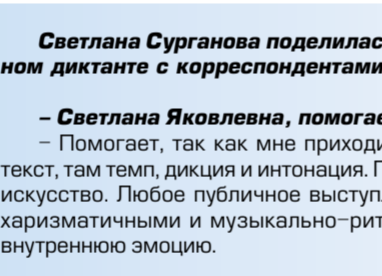 Светлана Сурганова поделилас
ном диктанте с корреспондентами
– Светлана Яковлевна, помогае
– Помогает, так как мне приходи
текст, там темп, дикция и интонация. П
искусство. Любое публичное выступл
харизматичными и музыкально-рит
внутреннюю эмоцию.